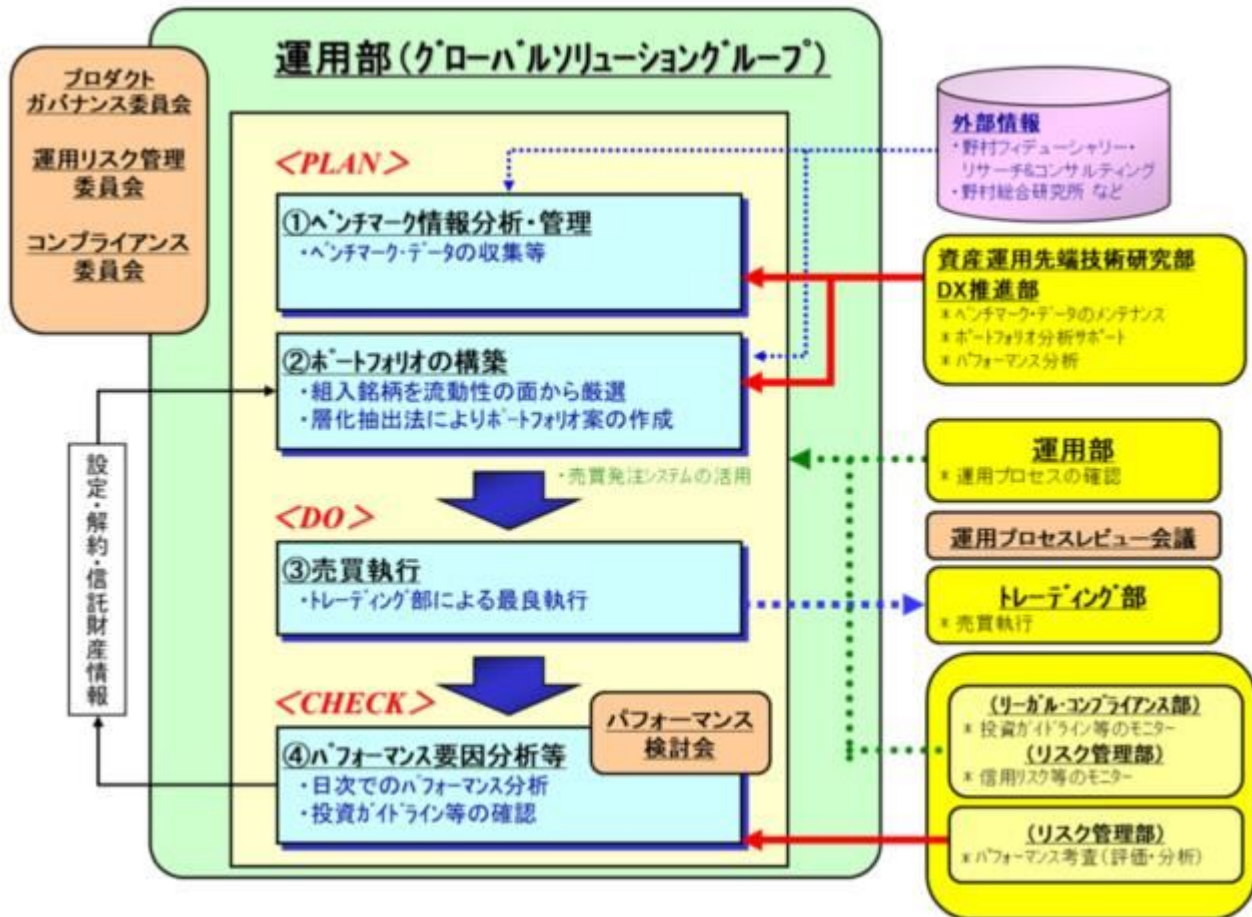 運用部(グローバルソリューショングループ)
プロダクト
ガバナンス委員会
運用リスク管理
委員会
コンプライアンス
委員会
<PLAN>
①ベンチマーク情報分析・管理
・ベンチマーク・データの収集等
②ポートフォリオの構築
・組入銘柄を流動性の面から厳選
・層化抽出法によりポートフォリオ案の作成
・売買発注システムの活用
<DO>
③売買執行
・トレーディング部による最良執行
<CHECK>
パフォーマンス
検討会
④パフォーマンス要因分析等
・日次でのパフォーマンス分析
・投資ガイドライン等の確認
設定・解約・信託財産情報
外部情報
・野村フィデューシャリー・
リサーチ&コンサルティング
・野村総合研究所 など
資産運用先端技術研究部
DX推進部
* ベンチマーク・データのメンテナンス
* ポートフォリオ分析サポート
* パフォーマンス分析
運用部
* 運用プロセスの確認
運用プロセスレビュー会議
トレーディング部
* 売買執行
(リーガル・コンプライアンス部)
* 投資ガイドライン等のモニター
(リスク管理部)
* 信用リスク等のモニター
(リスク管理部)
* パフォーマンス考査(評価・分析)